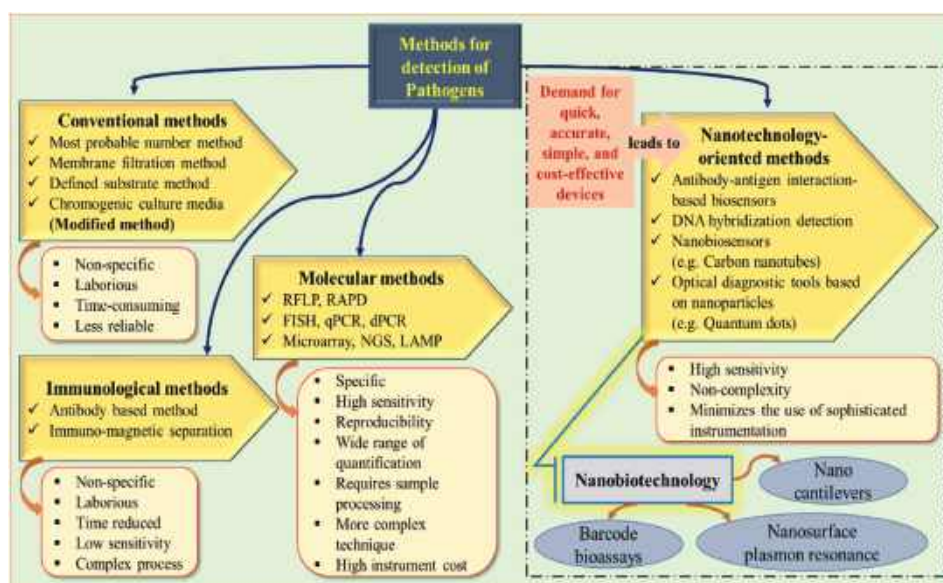 Methods for
detection of
Pathogens
Conventional methods
✓ Most probable number method
✓ Membrane filtration method
✓ Defined substrate method
✓ Chromogenic culture media
(Modified method)
▪ Non-specific
▪ Laborious
▪ Time-consuming
▪ Less reliable
Immunological methods
✓ Antibody based method
✓ Immuno-magnetic separation
▪ Non-specific
▪ Laborious
▪ Time reduced
▪ Low sensitivity
▪ Complex process
Molecular methods
✓ RFLP, RAPD
✓ FISH, qPCR, dPCR
✓ Microarray, NGS, LAMP
▪ Specific
▪ High sensitivity
▪ Reproducibility
▪ Wide range of
quantification
▪ Requires sample
processing
▪ More complex
technique
▪ High instrument cost
Demand for
quick,
accurate,
simple, and
cost-effective
devices
leads to
Nanotechnology-
oriented methods
✓ Antibody-antigen interaction-
based biosensors
✓ DNA hybridization detection
✓ Nanobiosensors
(e.g. Carbon nanotubes)
✓ Optical diagnostic tools based
on nanoparticles
(e.g. Quantum dots)
▪ High sensitivity
▪ Non-complexity
▪ Minimizes the use of sophisticated
instrumentation
Nanobiotechnology
Nano
cantilevers
Barcode
bioassays
Nanosurface
plasmon resonance